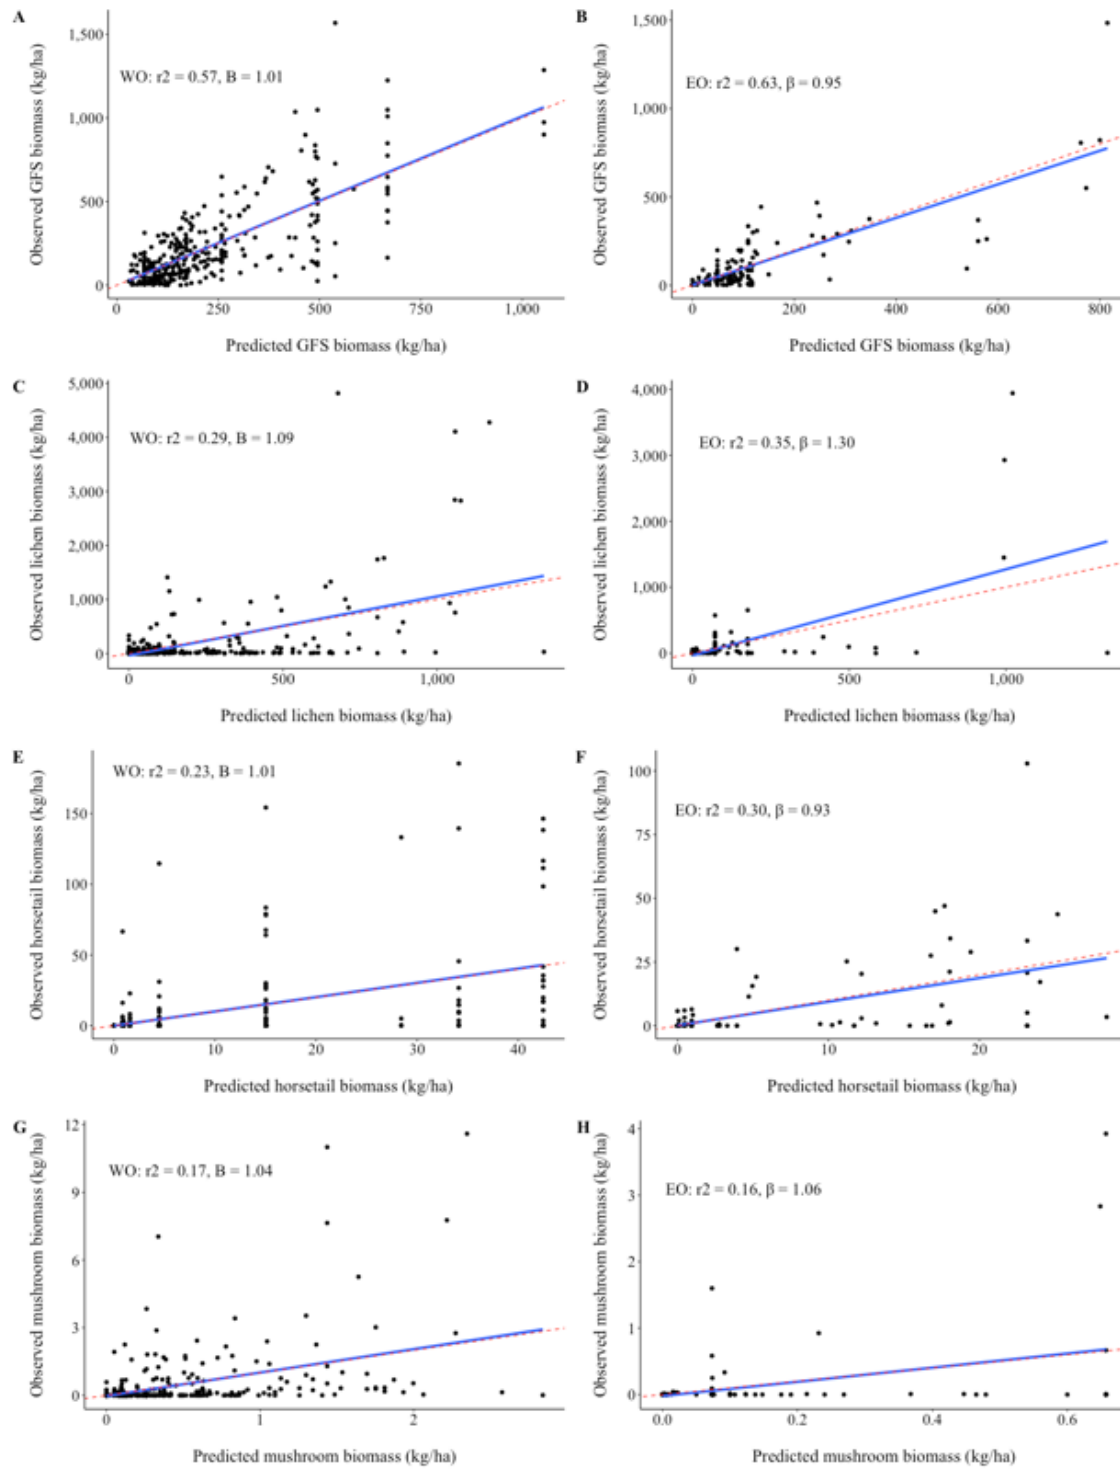 A
Observed GFS biomass (kg/ha)
1,500
1,000
500
0
WO: r2 = 0.57, B = 1.01
0
250
500
750
1,000
Predicted GFS biomass (kg/ha)
B
Observed GFS biomass (kg/ha)
1,500
1,000
500
0
EO: r2 = 0.63, β = 0.95
0
200
400
600
800
Predicted GFS biomass (kg/ha)
C
Observed lichen biomass (kg/ha)
5,000
4,000
3,000
2,000
1,000
0
WO: r2 = 0.29, B = 1.09
0
500
1,000
Predicted lichen biomass (kg/ha)
D
Observed lichen biomass (kg/ha)
4,000
3,000
2,000
1,000
0
EO: r2 = 0.35, β = 1.30
0
500
1,000
Predicted lichen biomass (kg/ha)
E
Observed horsetail biomass (kg/ha)
150
100
50
0
WO: r2 = 0.23, B = 1.01
0
10
20
30
40
Predicted horsetail biomass (kg/ha)
F
Observed horsetail biomass (kg/ha)
100
75
50
25
0
EO: r2 = 0.30, β = 0.93
0
10
20
Predicted horsetail biomass (kg/ha)
G
Observed mushroom biomass (kg/ha)
12
9
6
3
0
WO: r2 = 0.17, B = 1.04
0
1
2
Predicted mushroom biomass (kg/ha)
H
Observed mushroom biomass (kg/ha)
4
3
2
1
0
EO: r2 = 0.16, β = 1.06
0.0
0.2
0.4
0.6
Predicted mushroom biomass (kg/ha)